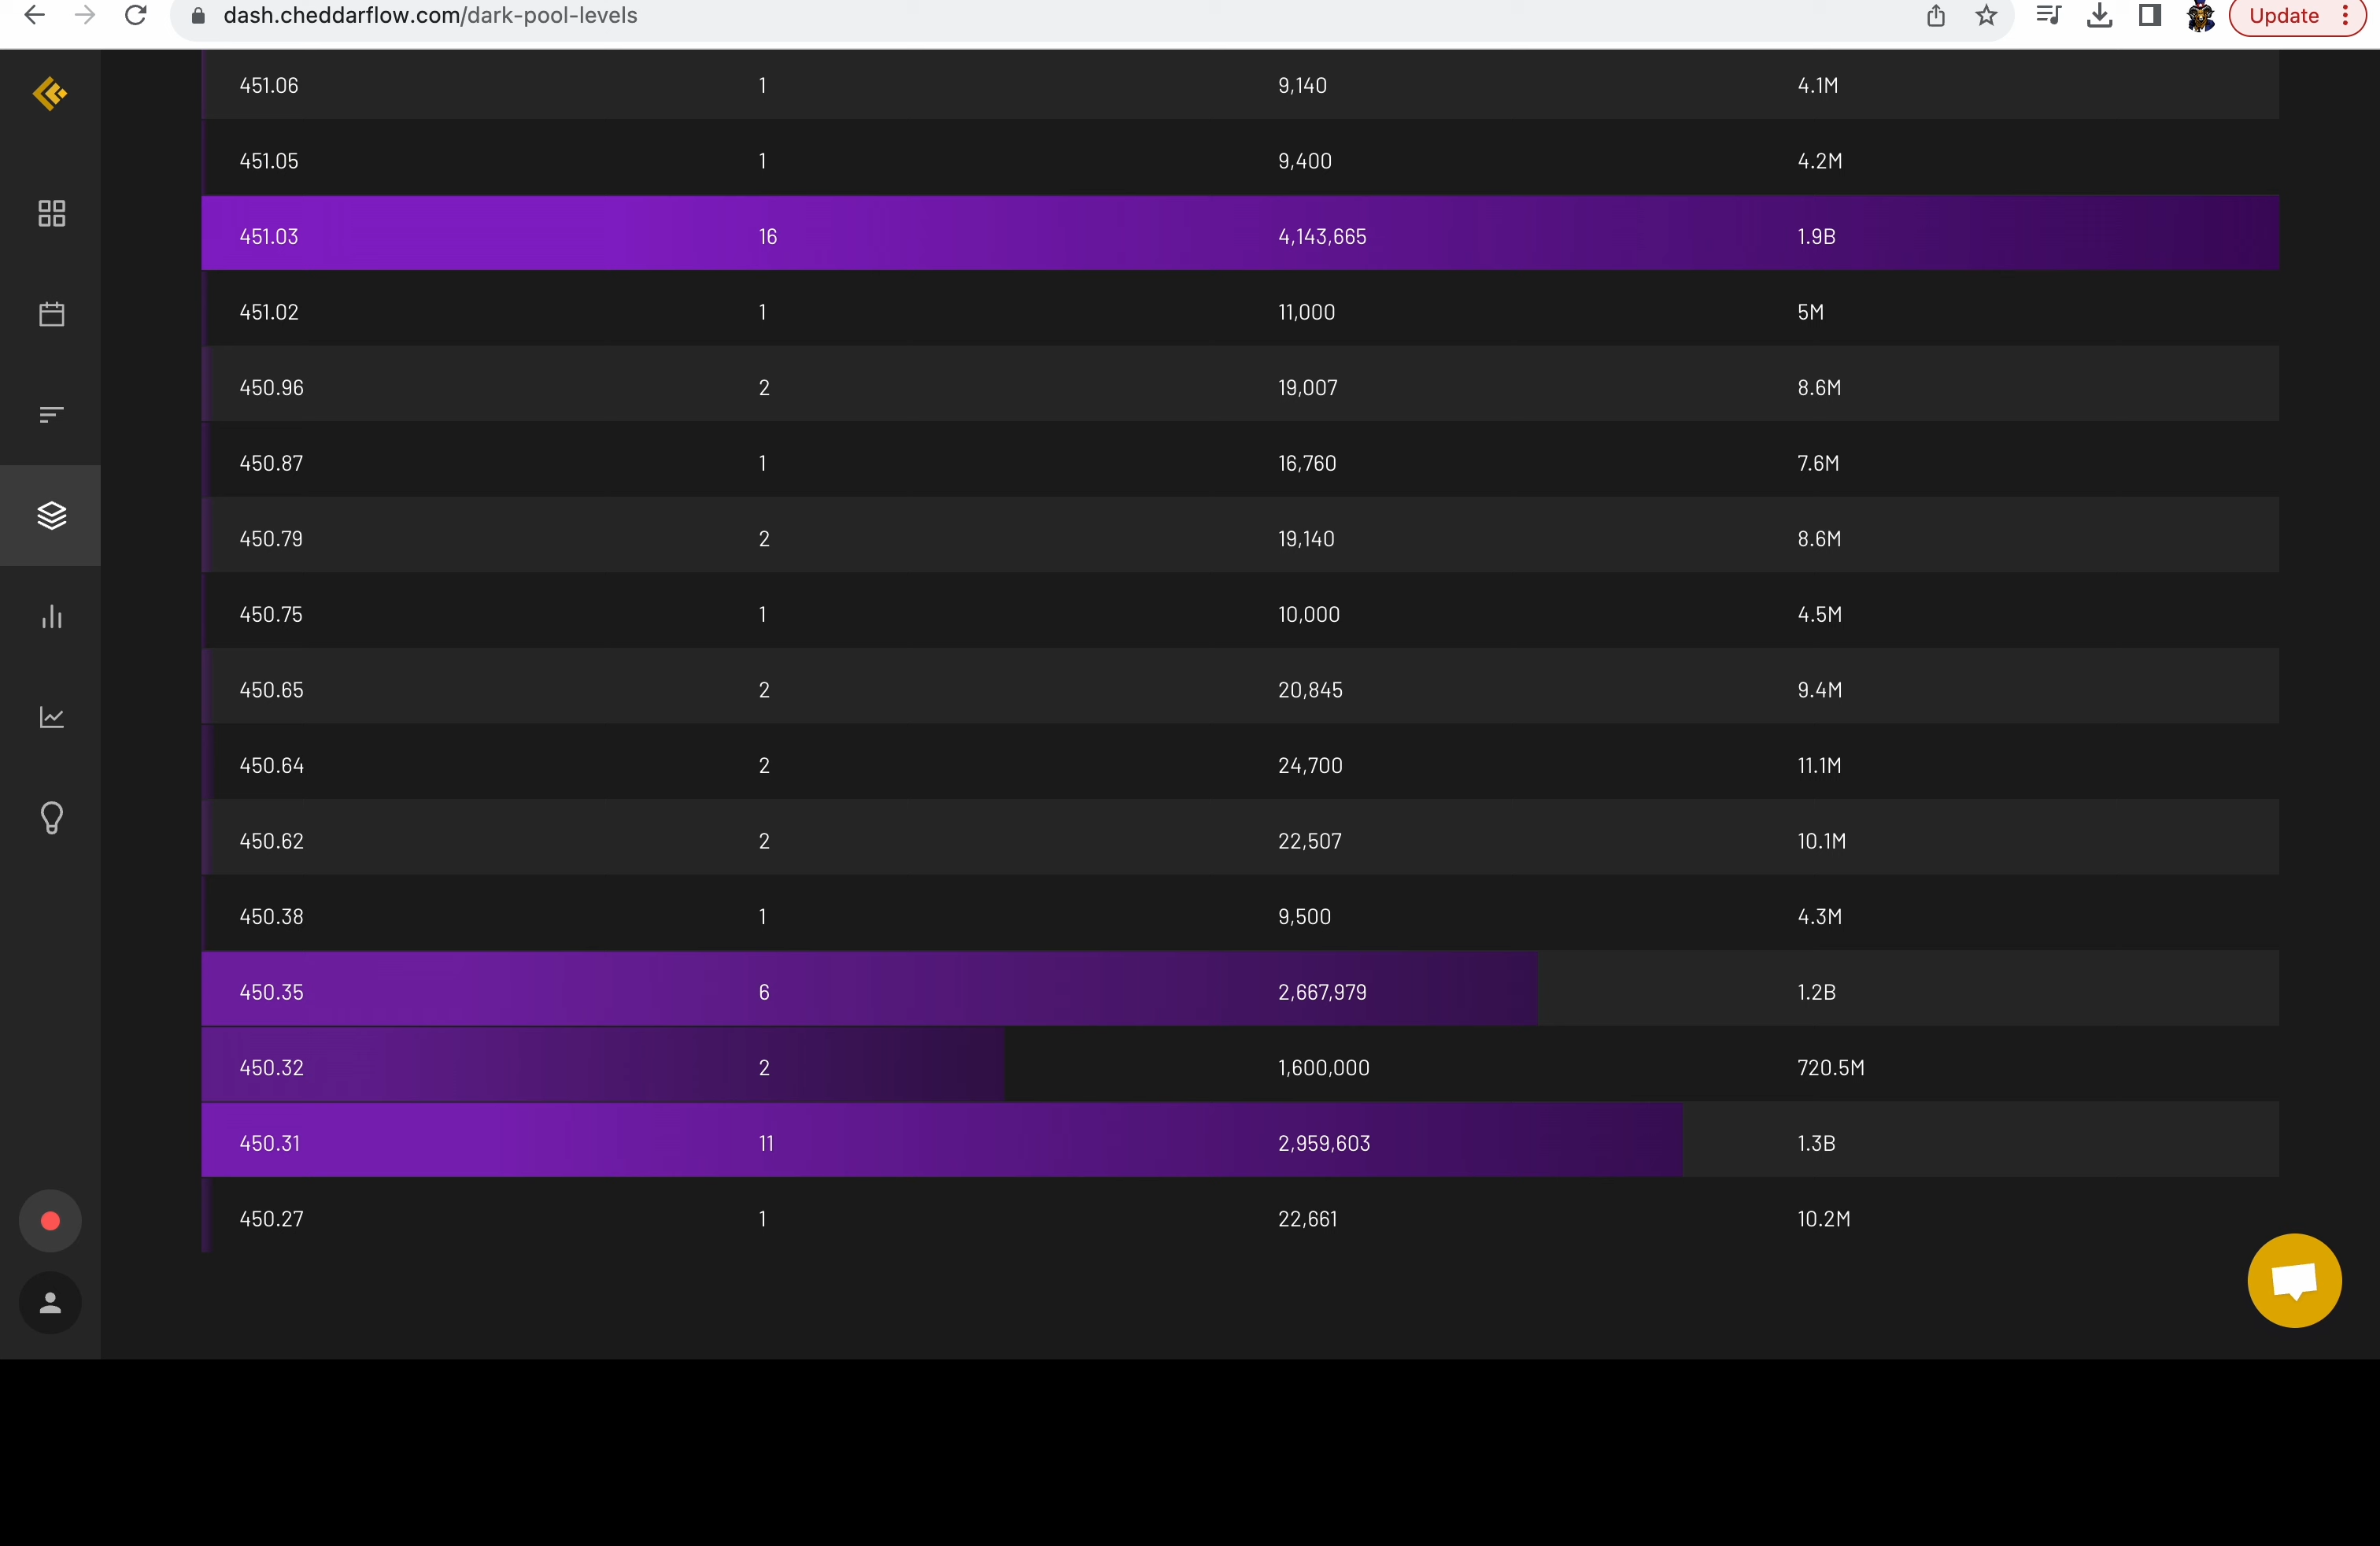 dash.cheddarflow.com/dark-pool-levels Update
451.06 1 9,140 4.1M
451.05 1 9,400 4.2M
451.03 16 4,143,665 1.9B
451.02 1 11,000 5M
450.96 2 19,007 8.6M
450.87 1 16,760 7.6M
450.79 2 19,140 8.6M
450.75 1 10,000 4.5M
450.65 2 20,845 9.4M
450.64 2 24,700 11.1M
450.62 2 22,507 10.1M
450.38 1 9,500 4.3M
450.35 6 2,667,979 1.2B
450.32 2 1,600,000 720.5M
450.31 11 2,959,603 1.3B
450.27 1 22,661 10.2M